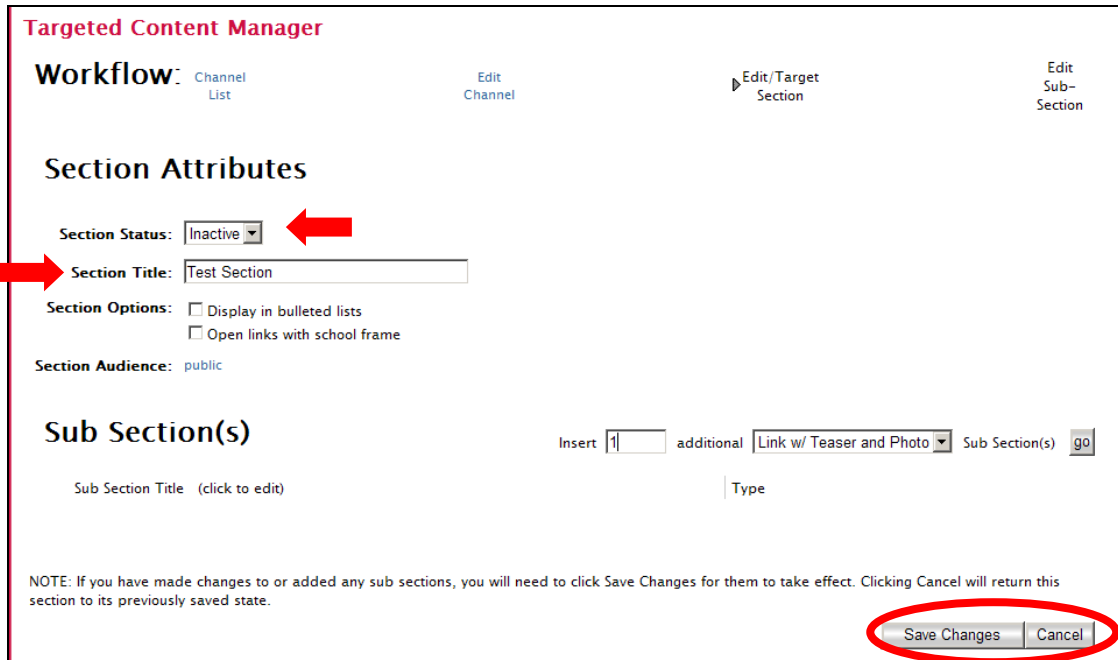 Targeted Content Manager
Workflow: Channel List Edit Channel Edit/Target Section Edit Sub-Section
Section Attributes
Section Status: Inactive
Section Title: Test Section
Section Options: Display in bulleted lists
Open links with school frame
Section Audience: public
Sub Section(s)
Insert 1 additional Link w/ Teaser and Photo Sub Section(s) go
Sub Section Title (click to edit) Type
NOTE: If you have made changes to or added any sub sections, you will need to click Save Changes for them to take effect. Clicking Cancel will return this
section to its previously saved state.
Save Changes Cancel